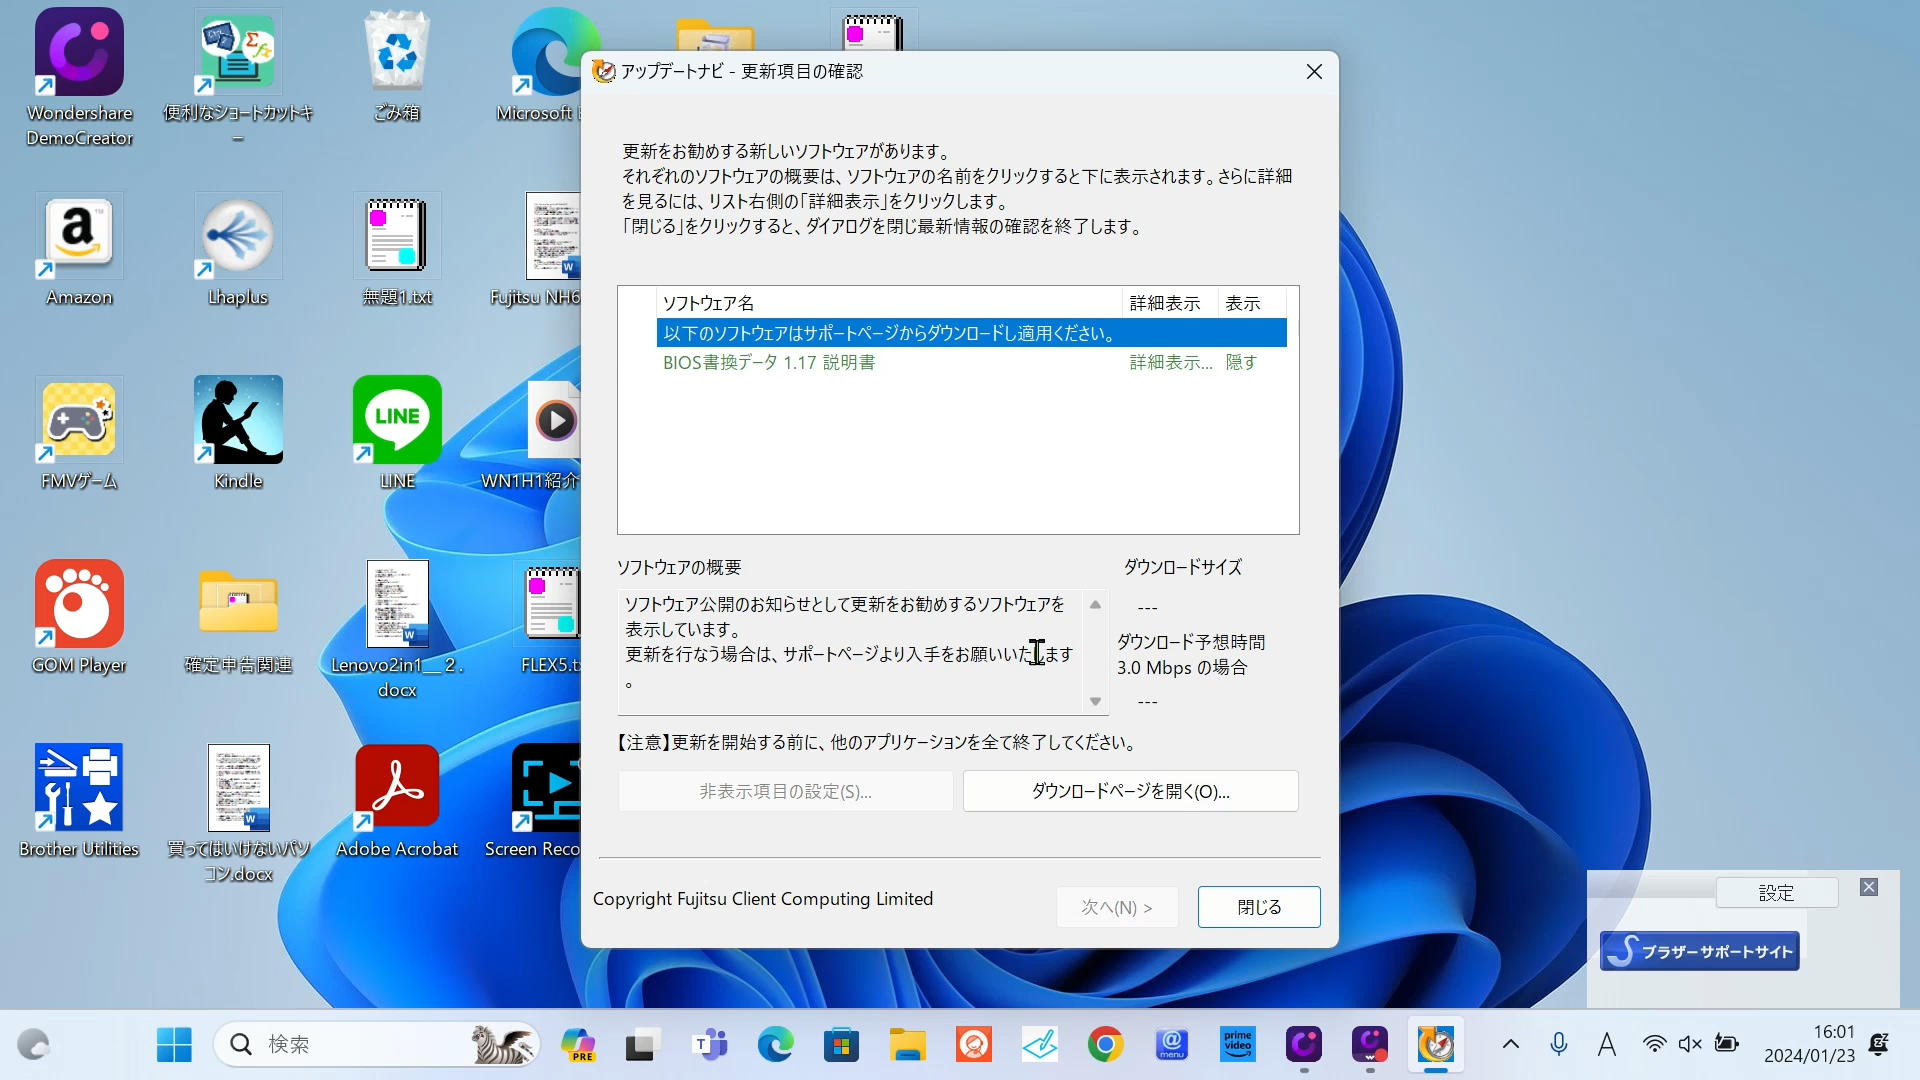 Wondershare
DemoCreator
便利なショートカットキ
ー
ごみ箱
Microsoft
Amazon
Lhaplus
無題1.txt
Fujitsu NH
FMVゲーム
Kindle
LINE
LINE
WN1H1紹介
GOM Player
確定申告関連
Lenovo2in1__２.
docx
FLEX5.t
Brother Utilities
買ってはいけないパソ
コン.docx
Adobe Acrobat
Screen Reco
アップデートナビ - 更新項目の確認
更新をお勧めする新しいソフトウェアがあります。
それぞれのソフトウェアの概要は、ソフトウェアの名前をクリックすると下に表示されます。さらに詳細
を見るには、リスト右側の「詳細表示」をクリックします。
「閉じる」をクリックすると、ダイアログを閉じ最新情報の確認を終了します。
ソフトウェア名 詳細表示 表示
以下のソフトウェアはサポートページからダウンロードし適用ください。
BIOS書換データ 1.17 説明書 詳細表示... 隠す
ソフトウェアの概要
ソフトウェア公開のお知らせとして更新をお勧めするソフトウェアを
表示しています。
更新を行なう場合は、サポートページより入手をお願いいたします
。
ダウンロードサイズ
---
ダウンロード予想時間
3.0 Mbps の場合
---
【注意】更新を開始する前に、他のアプリケーションを全て終了してください。
非表示項目の設定(S)...
ダウンロードページを開く(O)...
Copyright Fujitsu Client Computing Limited
次へ(N) >
閉じる
設定
ブラザーサポートサイト
検索
PRE
T
@
menu
prime
video
A
16:01
2024/01/23